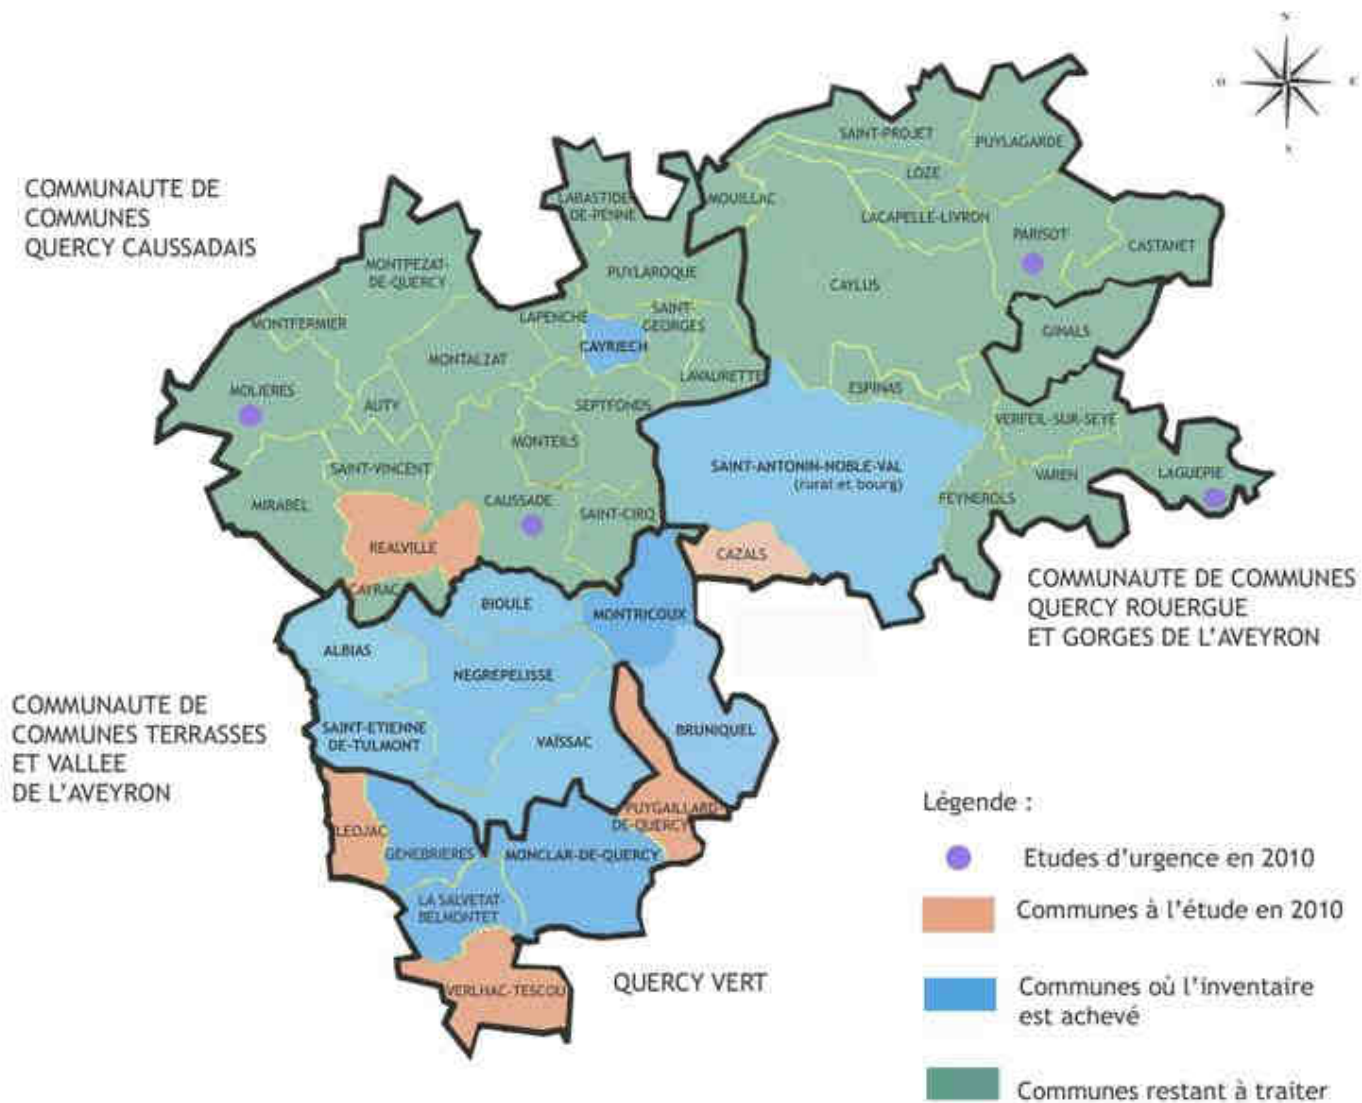 N
O
E
S
COMMUNAUTE DE
COMMUNES
QUERCY CAUSSADAIS
SAINT-PROJET
PUYLAGARDE
LOZE
MOUILLAC
LABASTIDE-
DE-PENNE
LACAPELLE-LIVRON
PARISOT
CASTANET
MONTPEZAT-
DE-QUERCY
PUYLAROQUE
CAYLUS
MONTFERMIER
LAPENCHE
SAINT-
GEORGES
GINALS
CAYRIECH
MONTALZAT
LAVAURETTE
MOLIERES
ESPINAS
AUTY
SEPTFONDS
VERFEIL-SUR-SEYE
MONTEILS
SAINT-VINCENT
SAINT-ANTONIN-NOBLE-VAL
(rural et bourg)
VAREN
LAGUEPIE
MIRABEL
CAUSSADE
SAINT-CIRQ
FEYNEROLS
REALVILLE
CAZALS
CAYRAC
BIOULE
MONTRICOUX
COMMUNAUTE DE COMMUNES
QUERCY ROUERGUE
ET GORGES DE L'AVEYRON
ALBIAS
NEGREPELISSE
COMMUNAUTE DE
COMMUNES TERRASSES
ET VALLEE
DE L'AVEYRON
SAINT-ETIENNE
DE-TULMONT
VAÏSSAC
BRUNIQUEL
PUYGAILLARD-
DE-QUERCY
LEOJAC
GENEBRIERES
MONCLAR-DE-QUERCY
LA SALVETAT-
BELMONTET
VERLHAC-TESCOU
QUERCY VERT
Légende :
Etudes d'urgence en 2010
Communes à l'étude en 2010
Communes où l'inventaire
est achevé
Communes restant à traiter